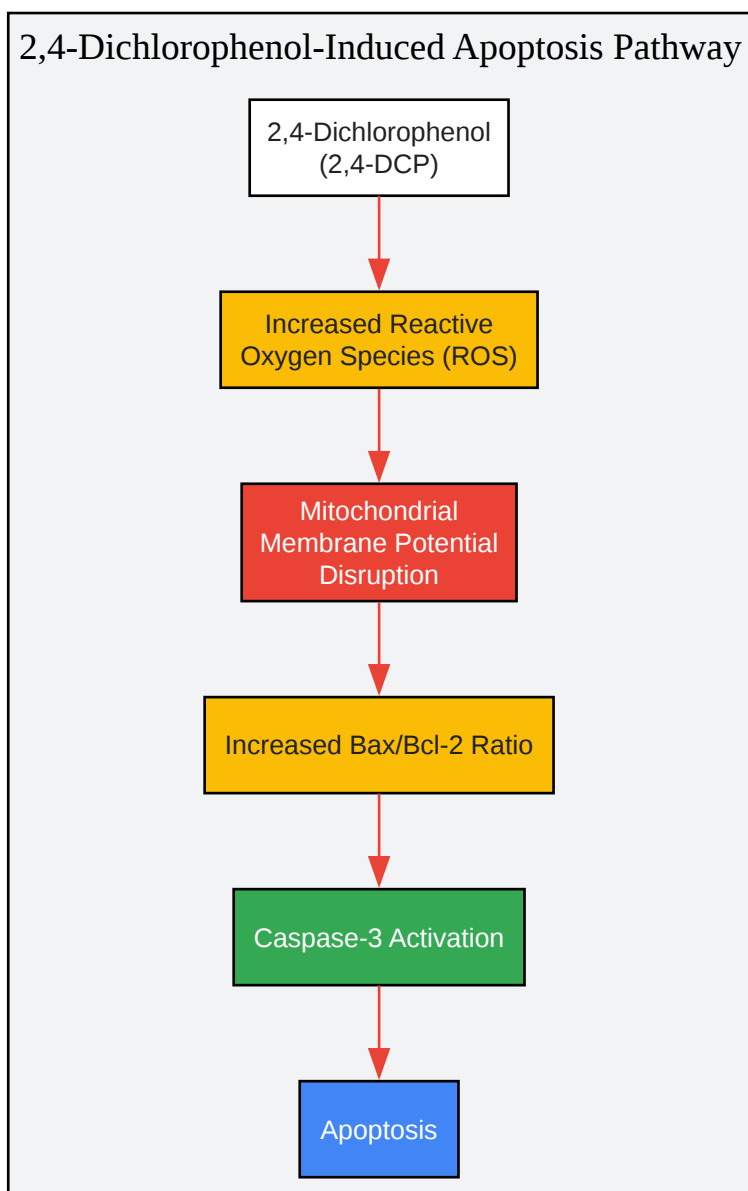 2,4-Dichlorophenol-Induced Apoptosis Pathway
2,4-Dichlorophenol
(2,4-DCP)
Increased Reactive
Oxygen Species (ROS)
Mitochondrial
Membrane Potential
Disruption
Increased Bax/Bcl-2 Ratio
Caspase-3 Activation
Apoptosis